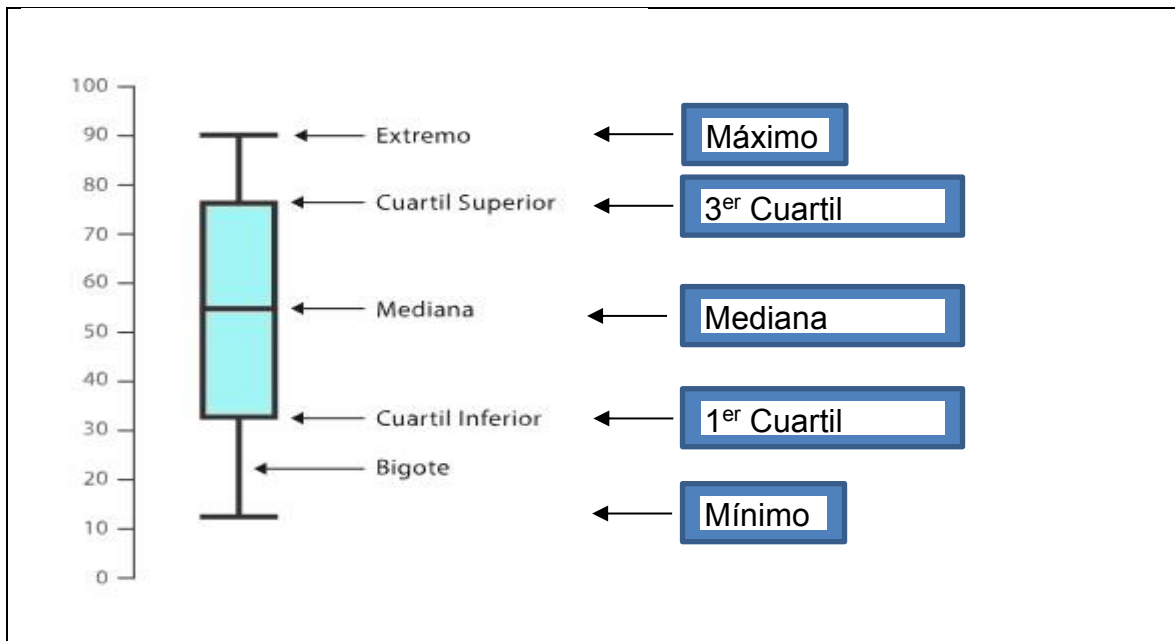 100
90
Extremo
Máximo
80
Cuartil Superior
3er Cuartil
70
60
Mediana
Mediana
50
40
Cuartil Inferior
1er Cuartil
30
Bigote
20
Mínimo
10
0